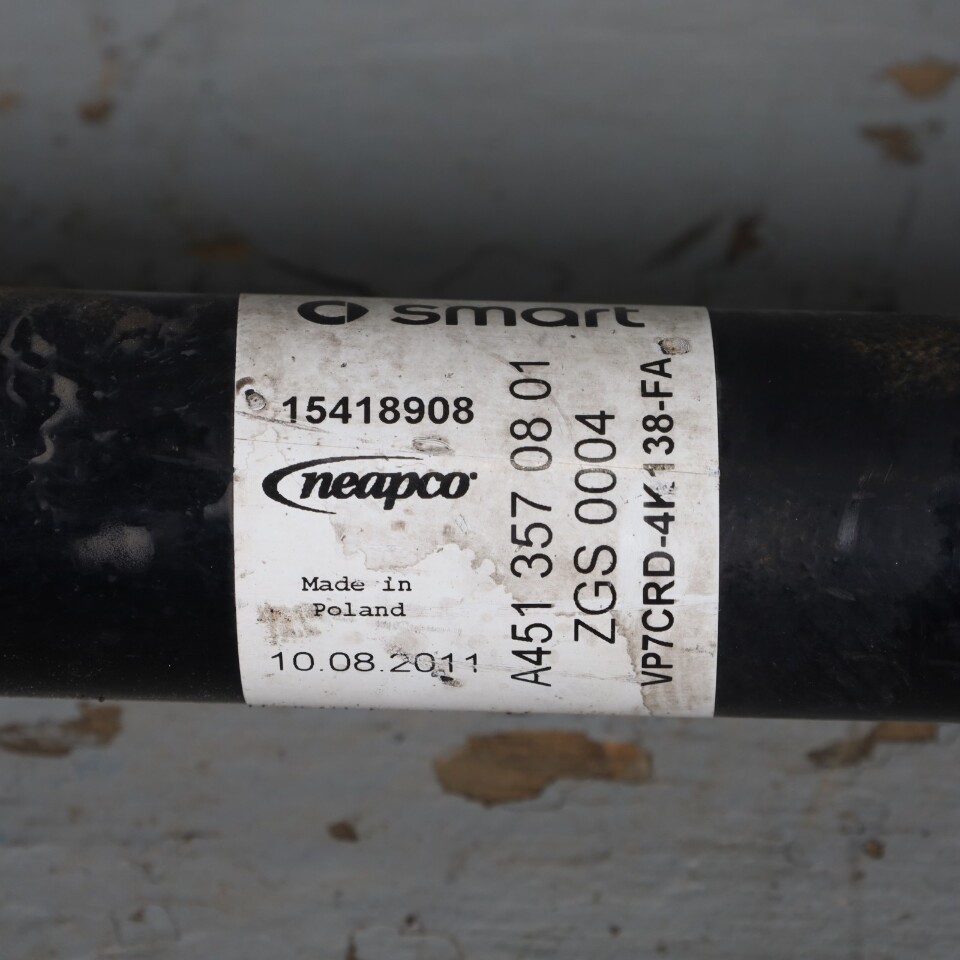 smart
15418908
neapco
Made in
Poland
10.08.2011
A451 357 08 01
ZGS 0004
VP7CRD-4K138-FA